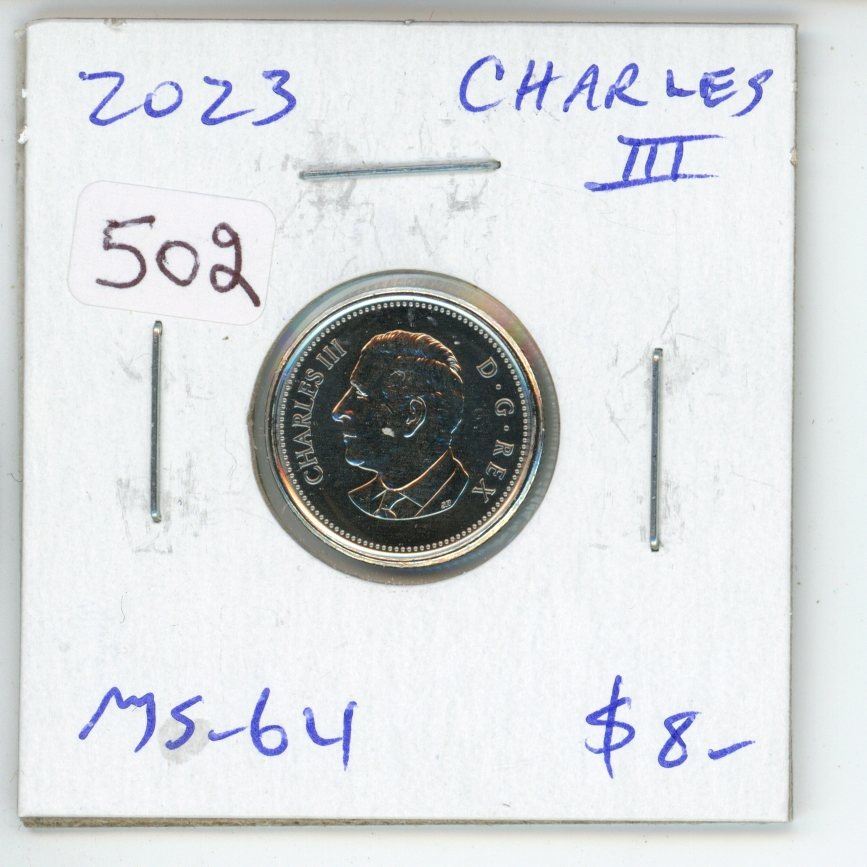 2023 CHARLES
III
502
CHARLES III D·G·REX
MS-64 $8-